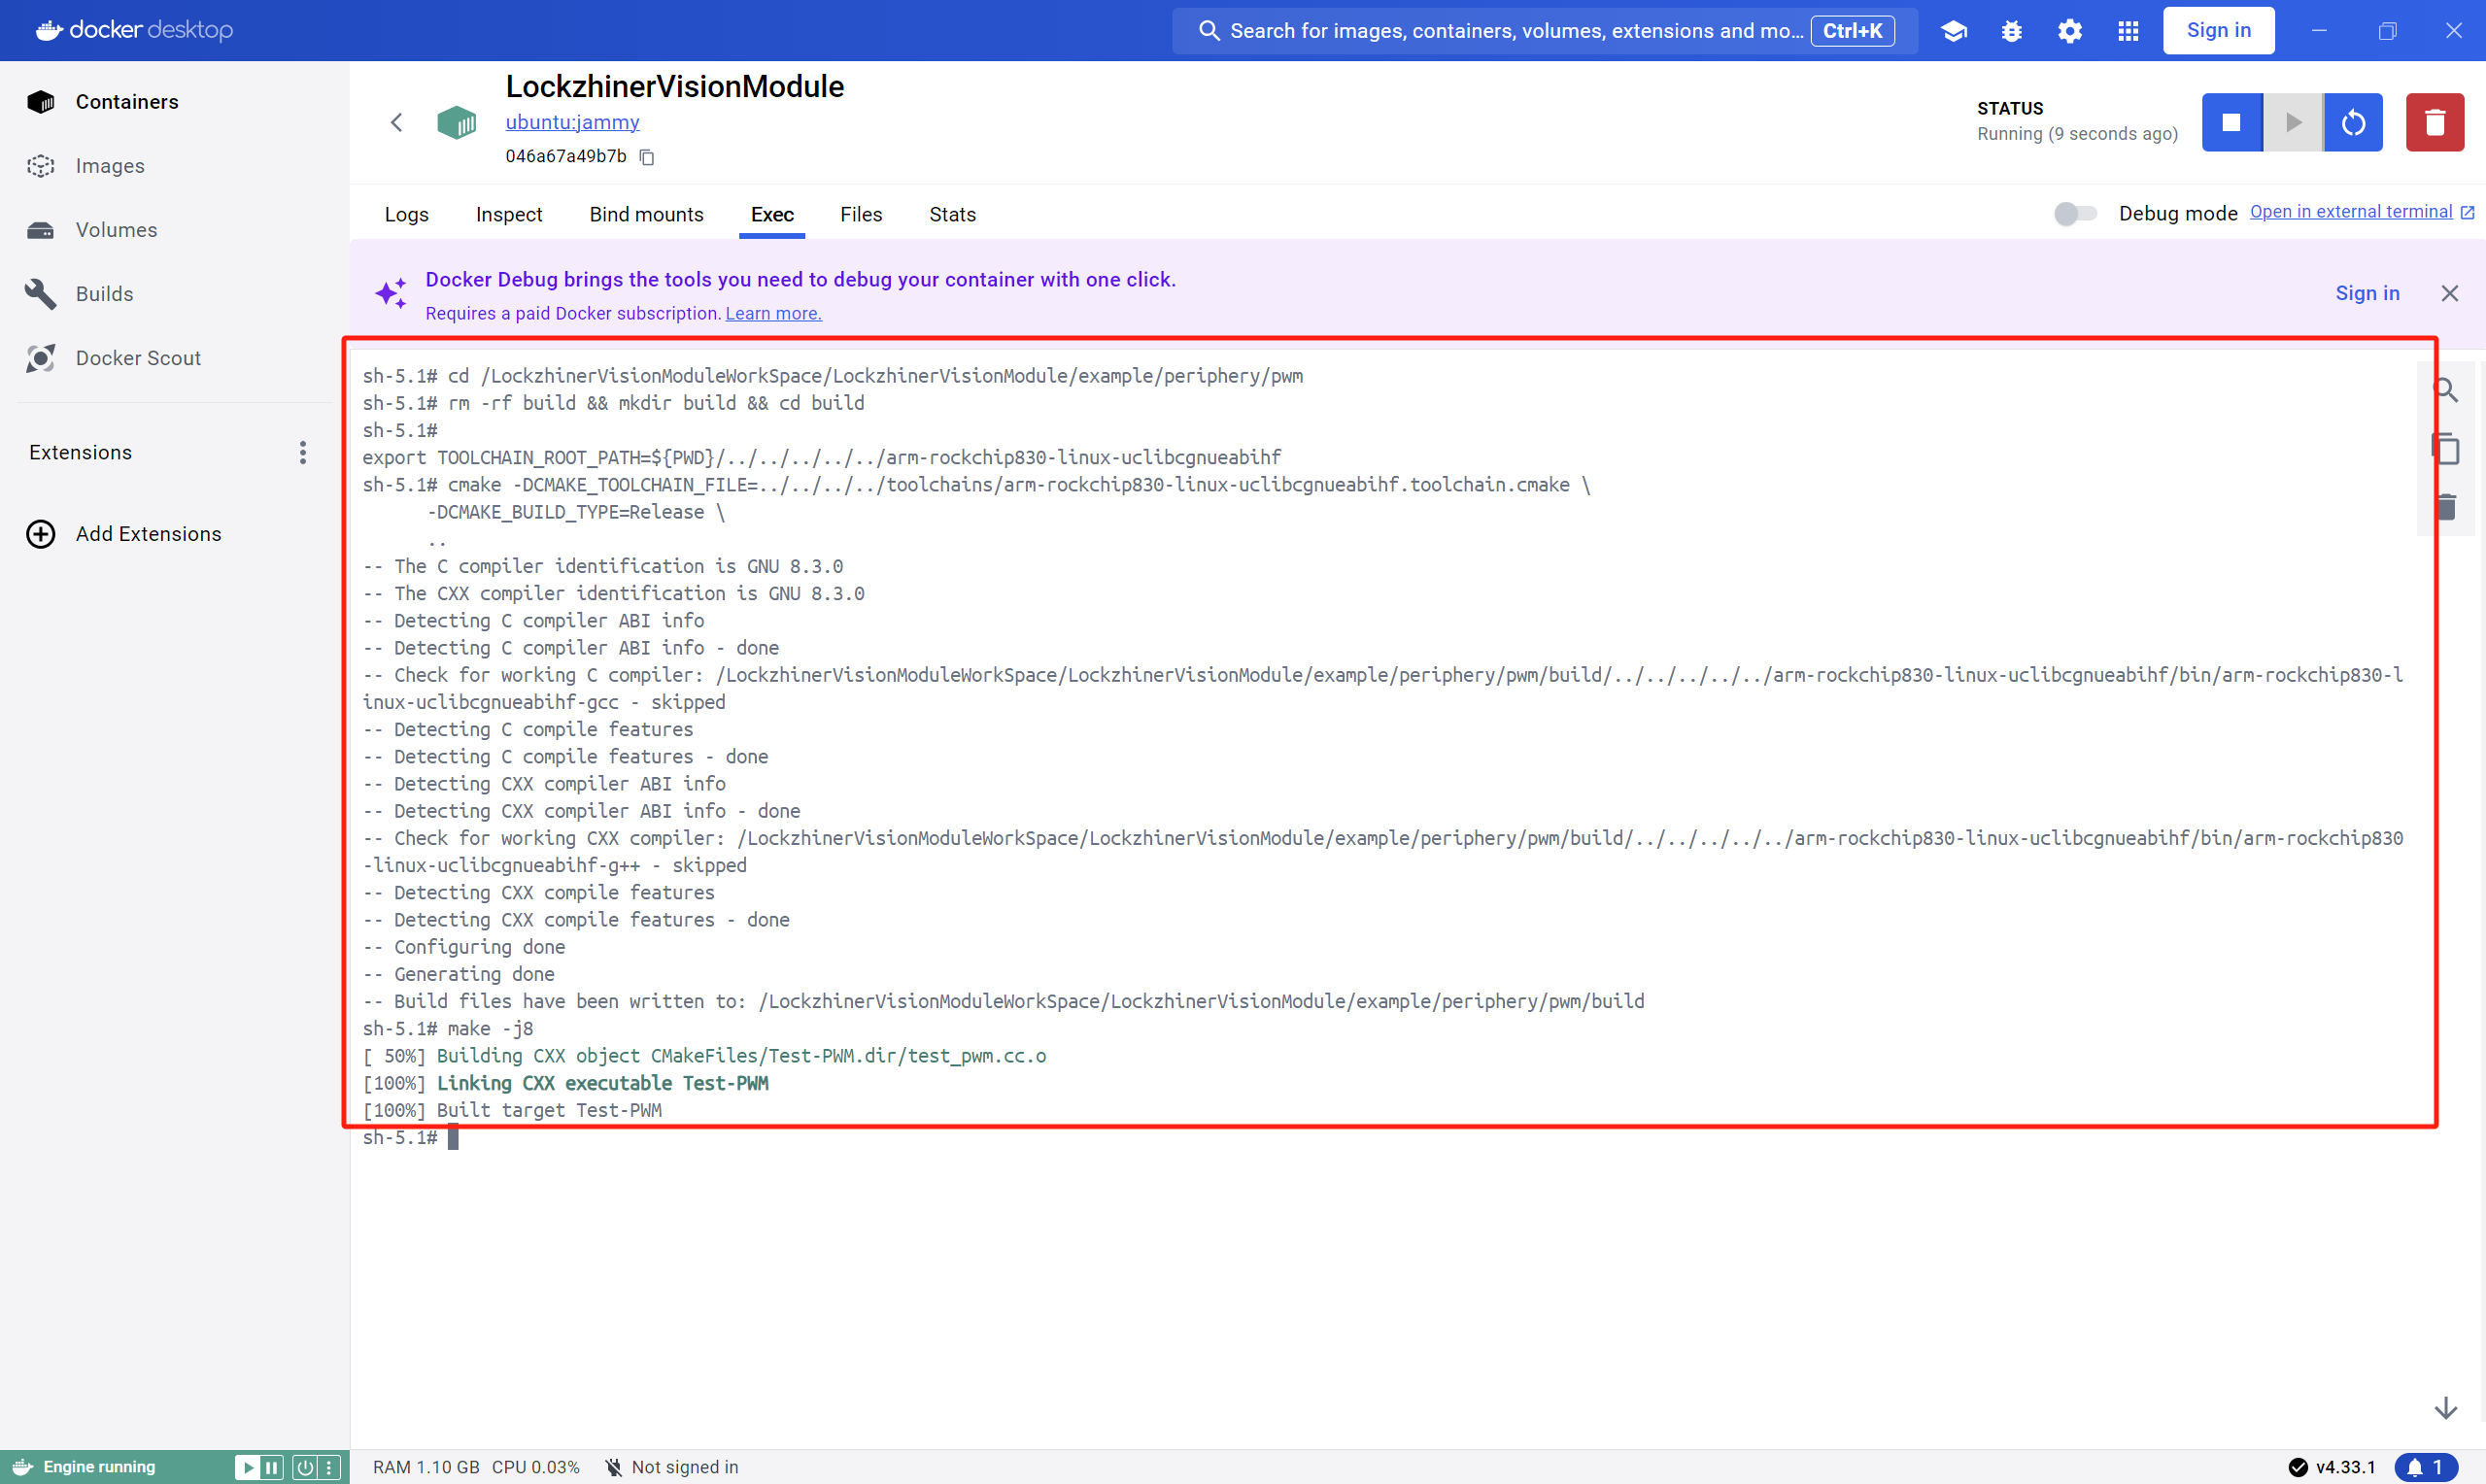 docker desktop
Search for images, containers, volumes, extensions and mo... Ctrl+K
Sign in
Containers
Images
Volumes
Builds
Docker Scout
Extensions
Add Extensions
LockzhinerVisionModule
ubuntu:jammy
046a67a49b7b
STATUS
Running (9 seconds ago)
Logs Inspect Bind mounts Exec Files Stats
Debug mode Open in external terminal
Docker Debug brings the tools you need to debug your container with one click.
Requires a paid Docker subscription. Learn more.
Sign in
sh-5.1# cd /LockzhinerVisionModuleWorkSpace/LockzhinerVisionModule/example/periphery/pwm
sh-5.1# rm -rf build && mkdir build && cd build
sh-5.1#
export TOOLCHAIN_ROOT_PATH=${PWD}/../../../../../arm-rockchip830-linux-uclibcgnueabihf
sh-5.1# cmake -DCMAKE_TOOLCHAIN_FILE=../../../../toolchains/arm-rockchip830-linux-uclibcgnueabihf.toolchain.cmake \
-DCMAKE_BUILD_TYPE=Release \
..
-- The C compiler identification is GNU 8.3.0
-- The CXX compiler identification is GNU 8.3.0
-- Detecting C compiler ABI info
-- Detecting C compiler ABI info - done
-- Check for working C compiler: /LockzhinerVisionModuleWorkSpace/LockzhinerVisionModule/example/periphery/pwm/build/../../../../../arm-rockchip830-linux-uclibcgnueabihf/bin/arm-rockchip830-l
inux-uclibcgnueabihf-gcc - skipped
-- Detecting C compile features
-- Detecting C compile features - done
-- Detecting CXX compiler ABI info
-- Detecting CXX compiler ABI info - done
-- Check for working CXX compiler: /LockzhinerVisionModuleWorkSpace/LockzhinerVisionModule/example/periphery/pwm/build/../../../../../arm-rockchip830-linux-uclibcgnueabihf/bin/arm-rockchip830
-linux-uclibcgnueabihf-g++ - skipped
-- Detecting CXX compile features
-- Detecting CXX compile features - done
-- Configuring done
-- Generating done
-- Build files have been written to: /LockzhinerVisionModuleWorkSpace/LockzhinerVisionModule/example/periphery/pwm/build
sh-5.1# make -j8
[ 50%] Building CXX object CMakeFiles/Test-PWM.dir/test_pwm.cc.o
[100%] Linking CXX executable Test-PWM
[100%] Built target Test-PWM
sh-5.1#
Engine running
RAM 1.10 GB CPU 0.03% Not signed in
v4.33.1
1